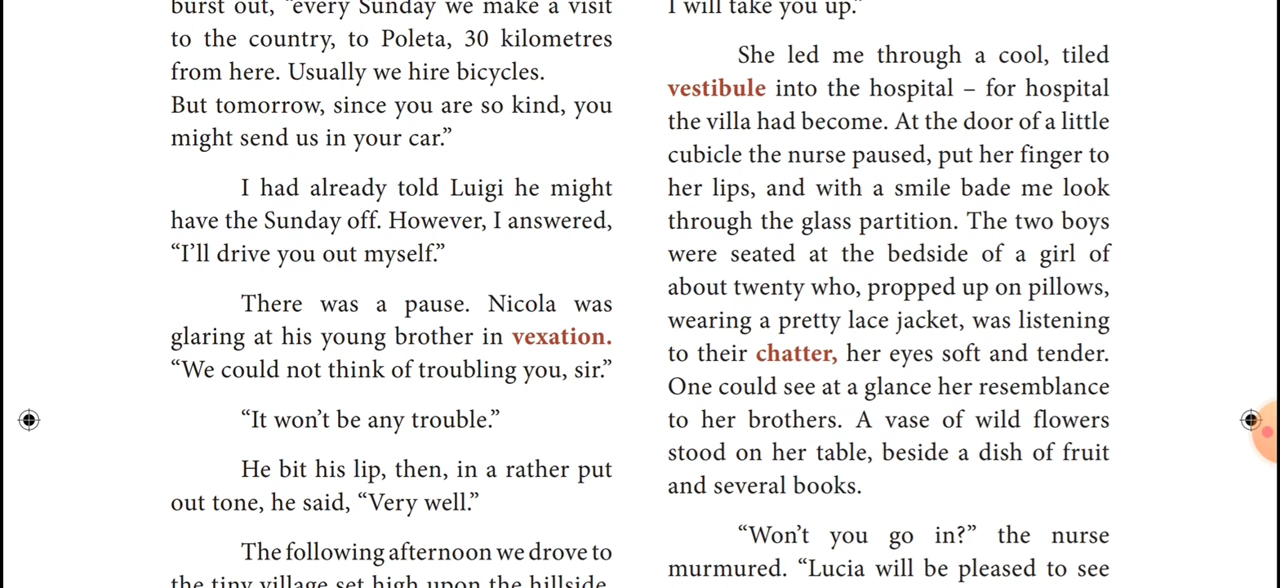 burst out, “every Sunday we make a visit
to the country, to Poleta, 30 kilometres
from here. Usually we hire bicycles.
But tomorrow, since you are so kind, you
might send us in your car.”
I had already told Luigi he might
have the Sunday off. However, I answered,
“I’ll drive you out myself.”
There was a pause. Nicola was
glaring at his young brother in vexation.
“We could not think of troubling you, sir.”
“It won’t be any trouble.”
He bit his lip, then, in a rather put
out tone, he said, “Very well.”
The following afternoon we drove to
the tiny village set high upon the hillside.
I will take you up.”
She led me through a cool, tiled
vestibule into the hospital – for hospital
the villa had become. At the door of a little
cubicle the nurse paused, put her finger to
her lips, and with a smile bade me look
through the glass partition. The two boys
were seated at the bedside of a girl of
about twenty who, propped up on pillows,
wearing a pretty lace jacket, was listening
to their chatter, her eyes soft and tender.
One could see at a glance her resemblance
to her brothers. A vase of wild flowers
stood on her table, beside a dish of fruit
and several books.
“Won’t you go in?” the nurse
murmured. “Lucia will be pleased to see